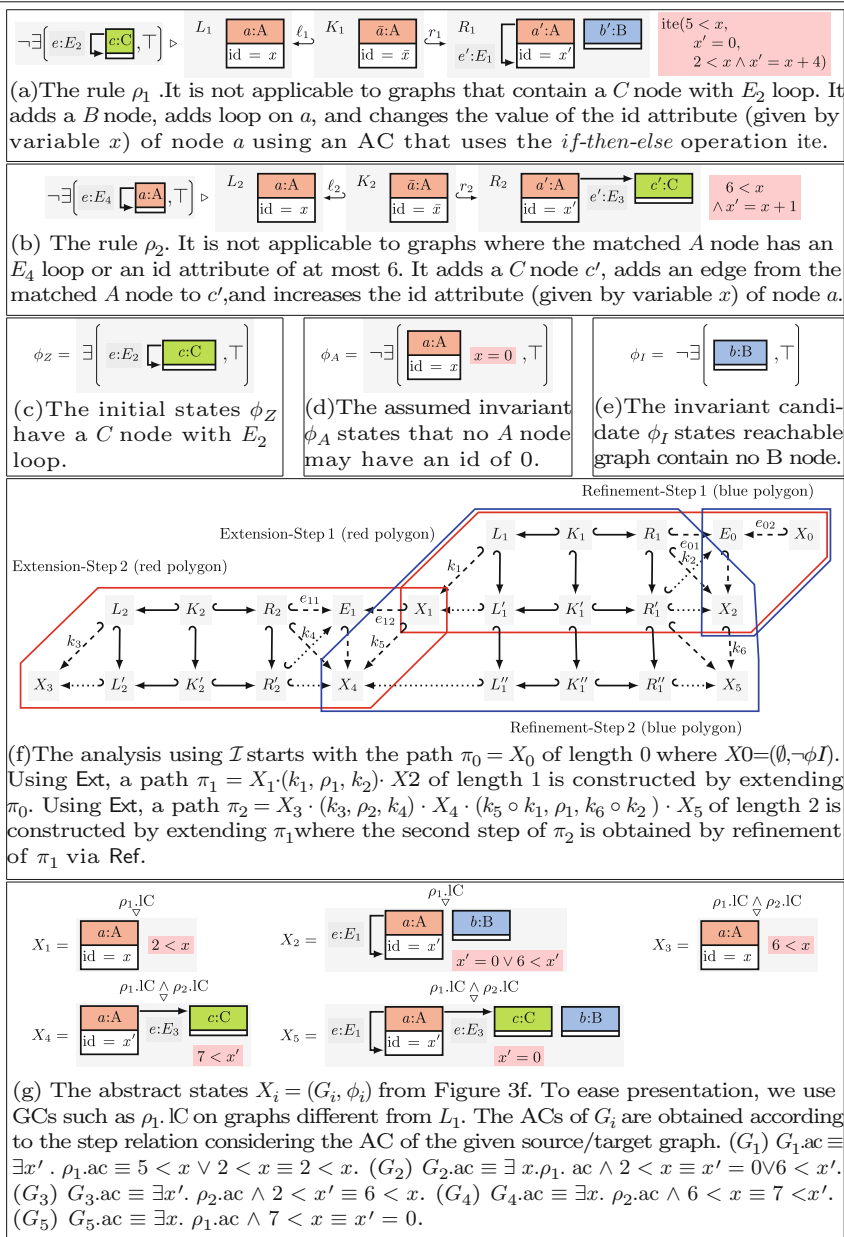 ¬∃( e:E₂ c:C , ⊤ ) ▹ L₁ a:A id = x ℓ₁ K₁ ā:A id = x̄ r₁ R₁ e′:E₁ a′:A id = x′ b′:B ite(5 < x,
x′ = 0,
2 < x ∧ x′ = x + 4)
(a)The rule ρ₁ .It is not applicable to graphs that contain a C node with E₂ loop. It
adds a B node, adds loop on a, and changes the value of the id attribute (given by
variable x) of node a using an AC that uses the if-then-else operation ite.
¬∃( e:E₄ a:A , ⊤ ) ▹ L₂ a:A id = x ℓ₂ K₂ ā:A id = x̄ r₂ R₂ a′:A id = x′ e′:E₃ c′:C 6 < x
∧ x′ = x + 1
(b) The rule ρ₂. It is not applicable to graphs where the matched A node has an
E₄ loop or an id attribute of at most 6. It adds a C node c′, adds an edge from the
matched A node to c′,and increases the id attribute (given by variable x) of node a.
ϕ_Z = ∃( e:E₂ c:C , ⊤ )
(c)The initial states ϕ_Z
have a C node with E₂
loop.
ϕ_A = ¬∃( a:A id = x x = 0 , ⊤ )
(d)The assumed invariant
ϕ_A states that no A node
may have an id of 0.
ϕ_I = ¬∃( b:B , ⊤ )
(e)The invariant candi-
date ϕ_I states reachable
graph contain no B node.
Refinement-Step 1 (blue polygon)
Extension-Step 1 (red polygon)
Extension-Step 2 (red polygon)
L₁ K₁ R₁ E₀ e₀₂ X₀
k₁ e₀₁ k₂
L₂ K₂ R₂ e₁₁ E₁ e₁₂ X₁ L′₁ K′₁ R′₁ X₂
k₃ k₄ k₅ k₆
X₃ L′₂ K′₂ R′₂ X₄ L″₁ K″₁ R″₁ X₅
Refinement-Step 2 (blue polygon)
(f)The analysis using I starts with the path π₀ = X₀ of length 0 where X0=(∅,¬ϕI).
Using Ext, a path π₁ = X₁·(k₁, ρ₁, k₂)· X2 of length 1 is constructed by extending
π₀. Using Ext, a path π₂ = X₃ · (k₃, ρ₂, k₄) · X₄ · (k₅ ∘ k₁, ρ₁, k₆ ∘ k₂ ) · X₅ of length 2 is
constructed by extending π₁where the second step of π₂ is obtained by refinement
of π₁ via Ref.
ρ₁.lC
X₁ = a:A id = x 2 < x
ρ₁.lC
X₂ = e:E₁ a:A id = x′ b:B x′ = 0 ∨ 6 < x′
ρ₁.lC ∧ ρ₂.lC
X₃ = a:A id = x 6 < x
ρ₁.lC ∧ ρ₂.lC
X₄ = a:A id = x′ e:E₃ c:C 7 < x′
ρ₁.lC ∧ ρ₂.lC
X₅ = e:E₁ a:A id = x′ e:E₃ c:C b:B x′ = 0
(g) The abstract states Xᵢ = (Gᵢ, ϕᵢ) from Figure 3f. To ease presentation, we use
GCs such as ρ₁. lC on graphs different from L₁. The ACs of Gᵢ are obtained according
to the step relation considering the AC of the given source/target graph. (G₁) G₁.ac ≡
∃x′ . ρ₁.ac ≡ 5 < x ∨ 2 < x ≡ 2 < x. (G₂) G₂.ac ≡ ∃ x.ρ₁. ac ∧ 2 < x ≡ x′ = 0∨6 < x′.
(G₃) G₃.ac ≡ ∃x′. ρ₂.ac ∧ 2 < x′ ≡ 6 < x. (G₄) G₄.ac ≡ ∃x. ρ₂.ac ∧ 6 < x ≡ 7 <x′.
(G₅) G₅.ac ≡ ∃x. ρ₁.ac ∧ 7 < x ≡ x′ = 0.